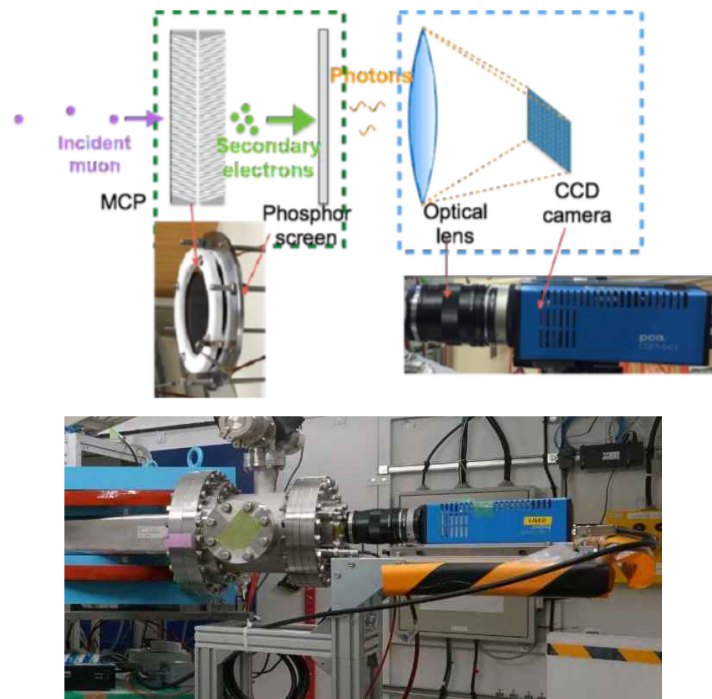 Photons
Incident
muon
Secondary
electrons
MCP
Phosphor
screen
Optical
lens
CCD
camera
pco.